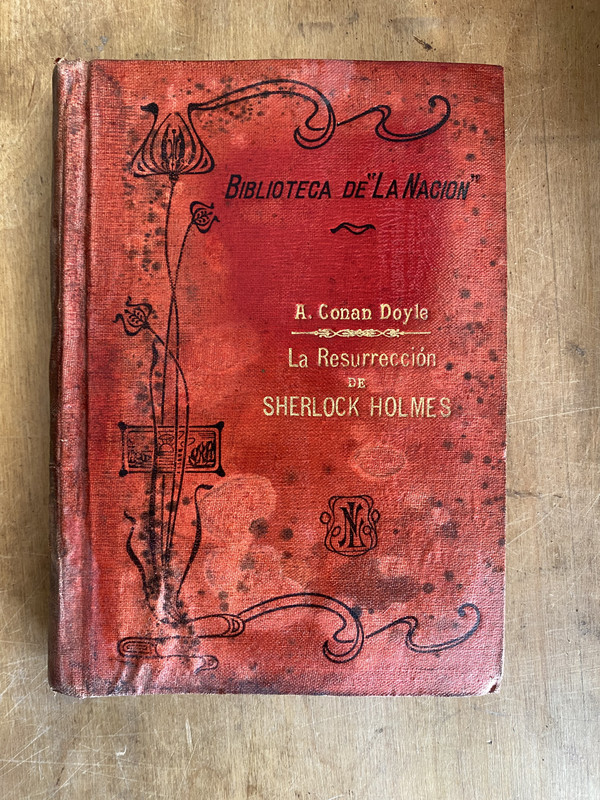 BIBLIOTECA DE "LA NACION"
A. Conan Doyle
La Resurrección
DE
SHERLOCK HOLMES